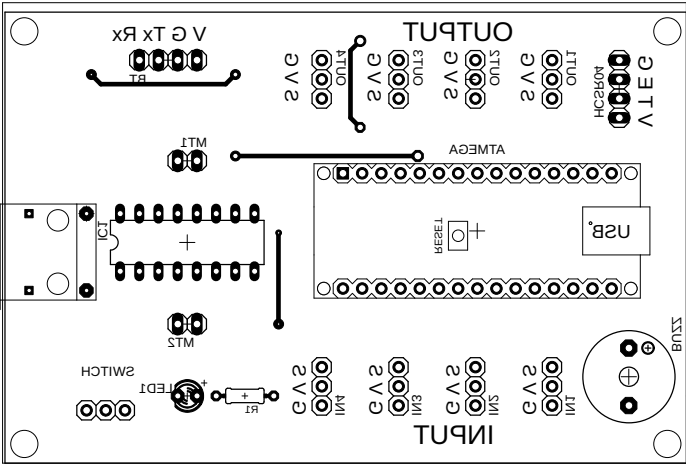 V G Tx Rx
OUTPUT
BT
S V G
OUT4
S V G
OUT3
S V G
OUT2
S V G
OUT1
HCSR04
V T E G
MT1
ATMEGA
IC1
RESET
USB
MT2
BUZZ
SWITCH
LED1
R1
G V S
IN4
G V S
IN3
G V S
IN2
G V S
IN1
INPUT